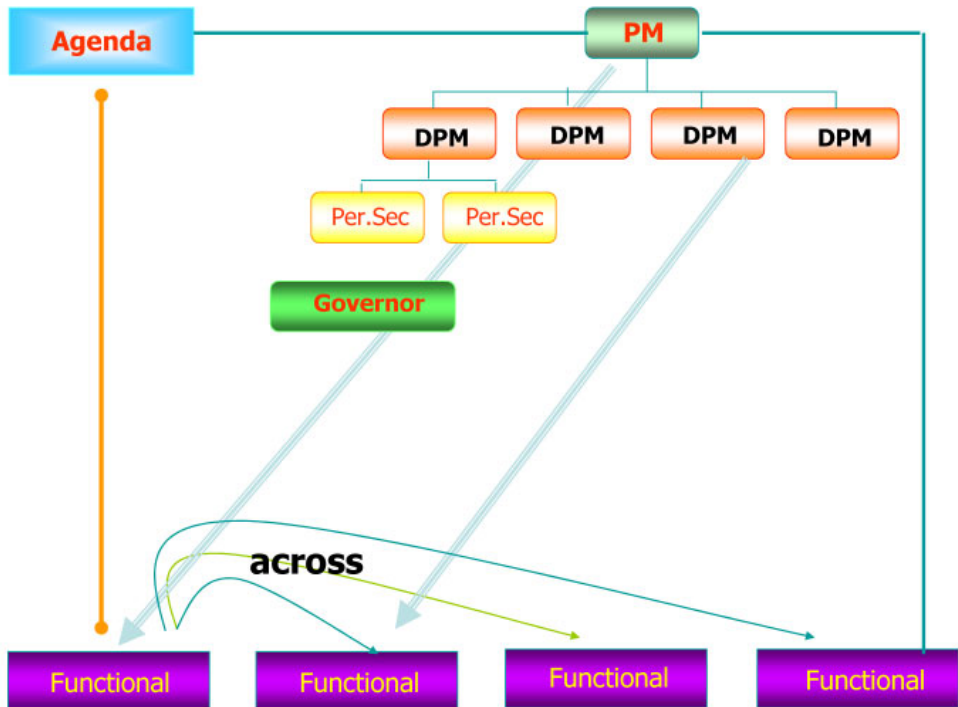 Agenda
PM
DPM
DPM
DPM
DPM
Per.Sec
Per.Sec
Governor
across
Functional
Functional
Functional
Functional